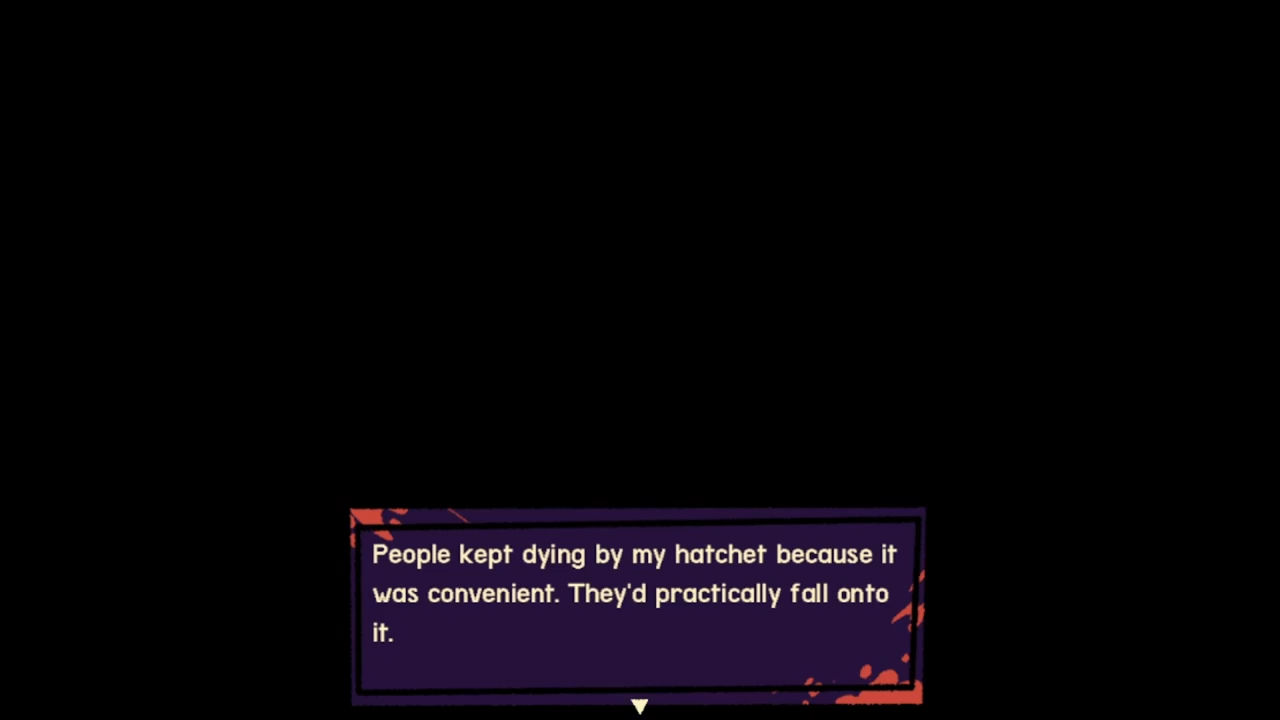 People kept dying by my hatchet because it
was convenient. They'd practically fall onto
it.